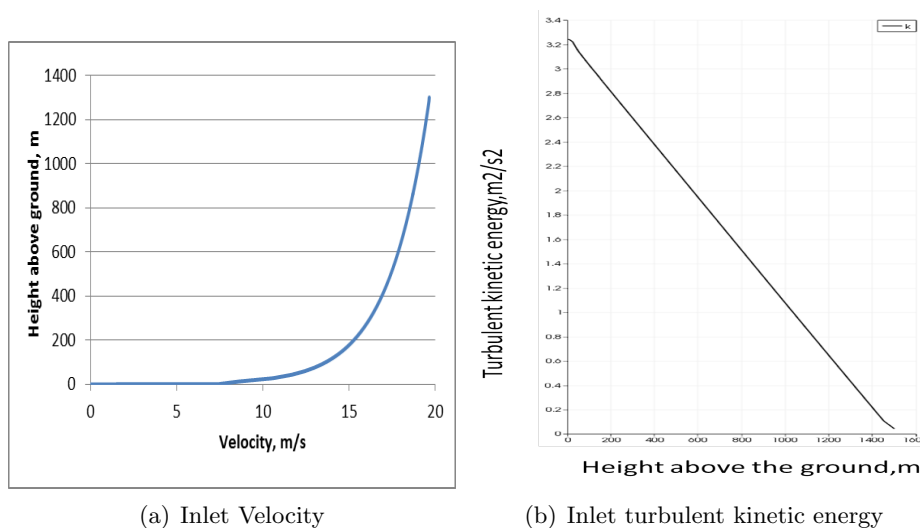 1400
1200
1000
800
600
400
200
0
Height above ground, m
0 5 10 15 20
Velocity, m/s
(a) Inlet Velocity
k
3.4
3.2
3
2.8
2.6
2.4
2.2
2
1.8
1.6
1.4
1.2
1
0.8
0.6
0.4
0.2
0
Turbulent kinetic energy,m2/s2
0 200 400 600 800 1000 1200 1400 160
Height above the ground,m
(b) Inlet turbulent kinetic energy